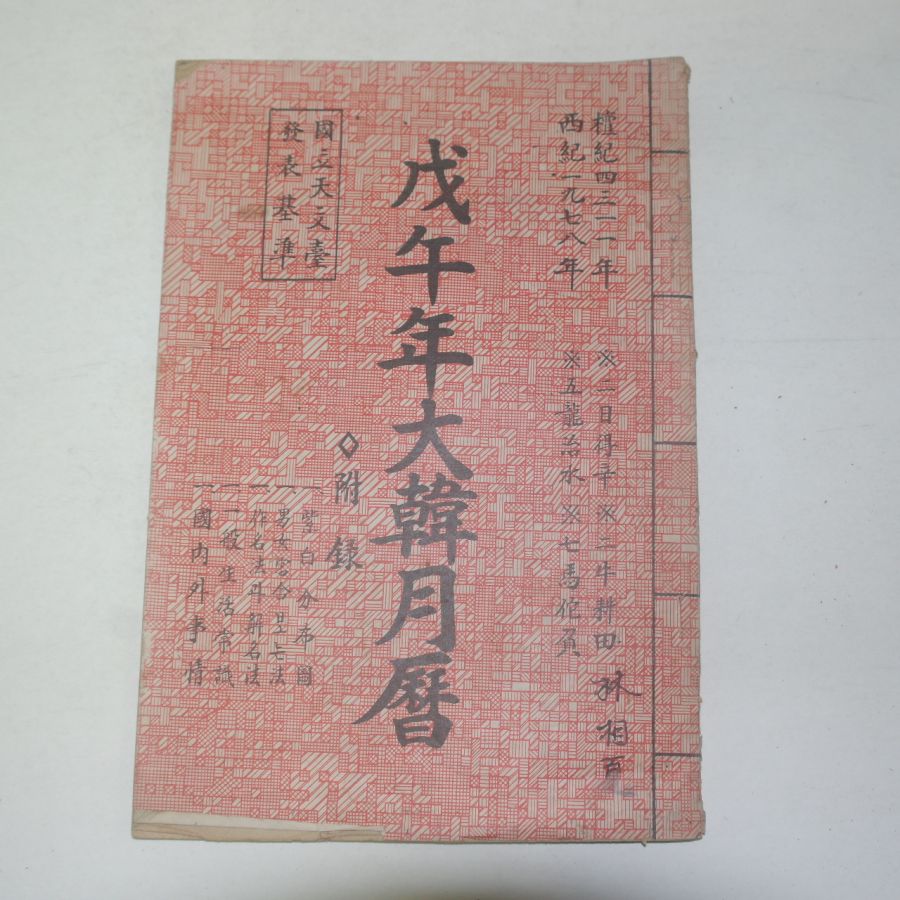 檀紀四三一一年 ※二日得辛 ※二牛耕田
西紀一九七八年 ※五龍治水 ※七馬佗負
戊午年大韓月曆
國立天文臺
發表基準
◇附錄
一 紫白分布圖
一 男女宮合 보는法
一 作名法과 解名法
一 一般生活常識
一 國內外事情